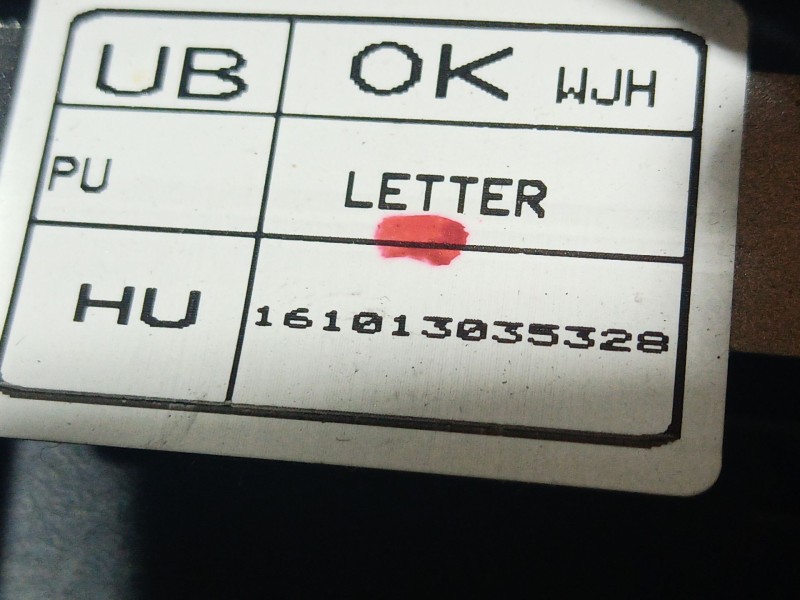 UB OK WJH
PU LETTER
HU 161013035328